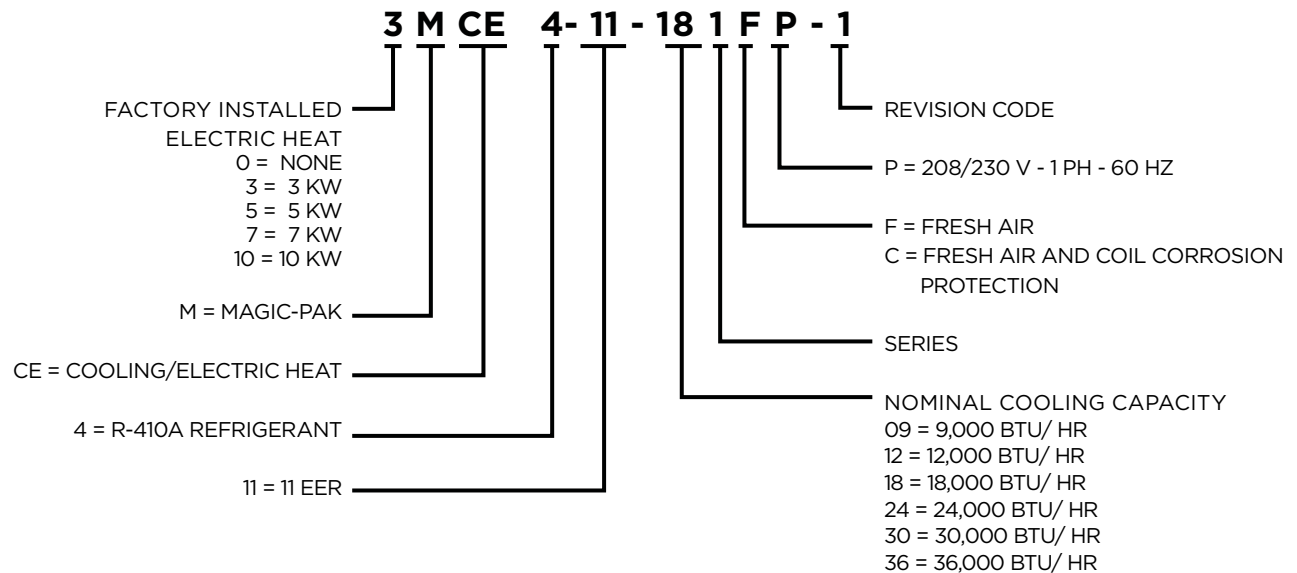 3 M CE 4- 11 - 18 1 F P - 1
FACTORY INSTALLED
ELECTRIC HEAT
0 = NONE
3 = 3 KW
5 = 5 KW
7 = 7 KW
10 = 10 KW
M = MAGIC-PAK
CE = COOLING/ELECTRIC HEAT
4 = R-410A REFRIGERANT
11 = 11 EER
REVISION CODE
P = 208/230 V - 1 PH - 60 HZ
F = FRESH AIR
C = FRESH AIR AND COIL CORROSION
PROTECTION
SERIES
NOMINAL COOLING CAPACITY
09 = 9,000 BTU/ HR
12 = 12,000 BTU/ HR
18 = 18,000 BTU/ HR
24 = 24,000 BTU/ HR
30 = 30,000 BTU/ HR
36 = 36,000 BTU/ HR